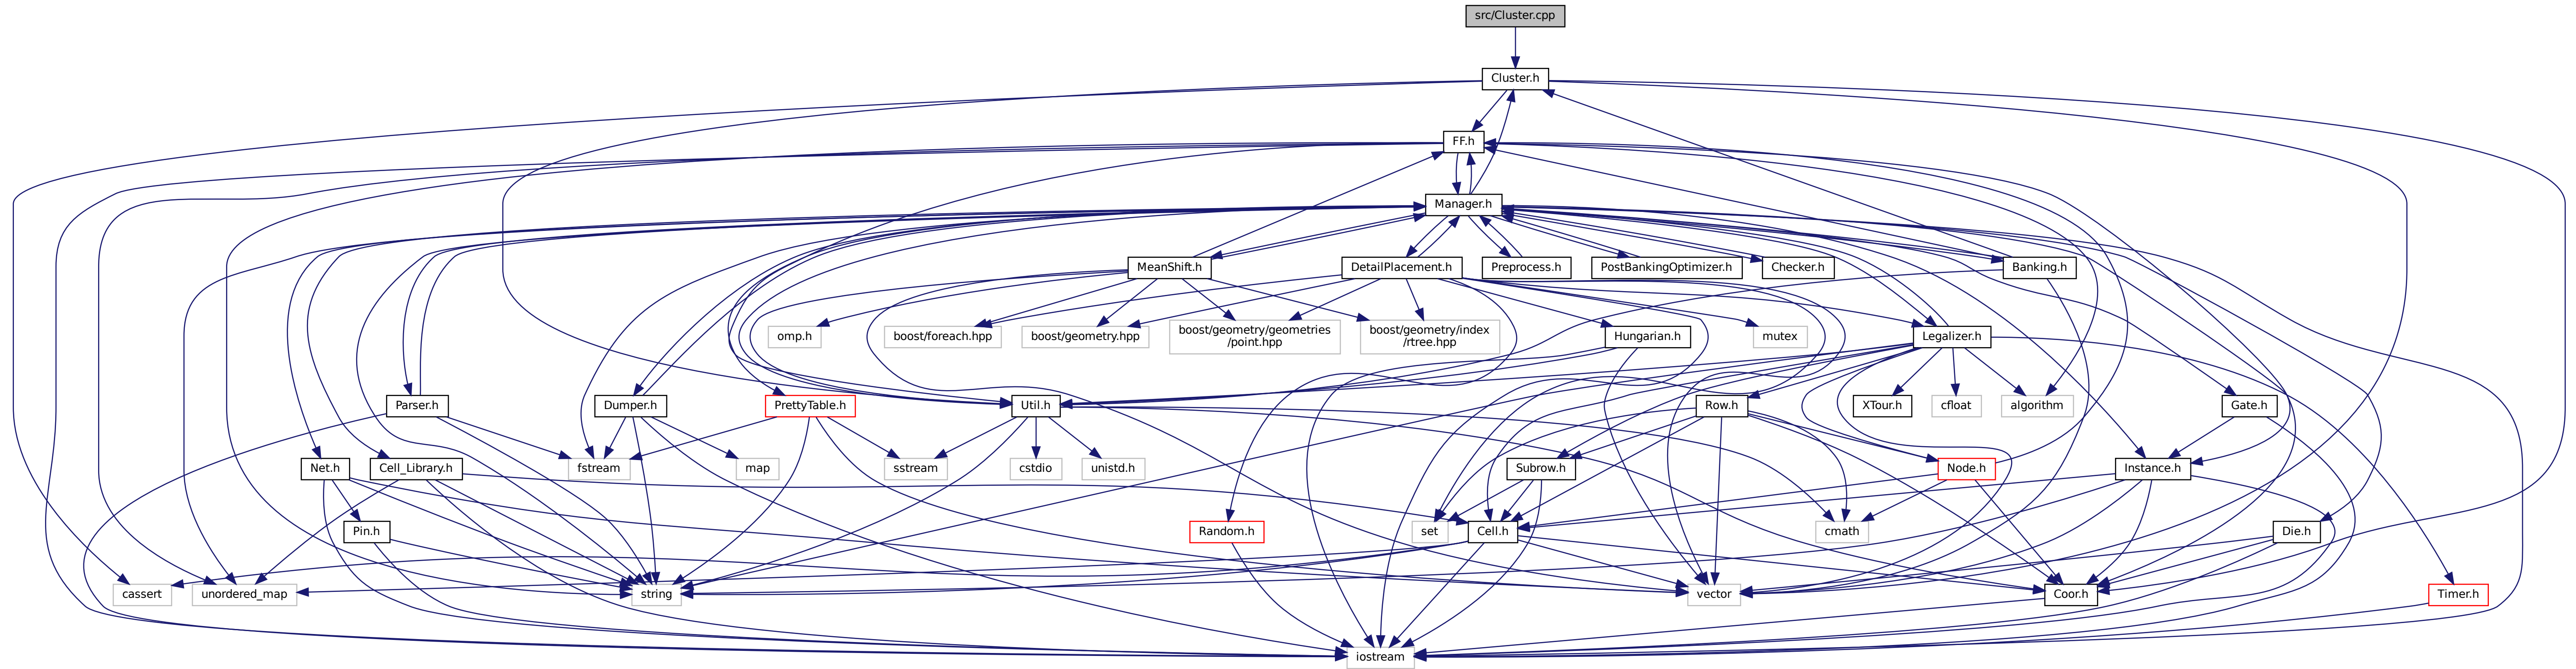 src/Cluster.cpp
Cluster.h
FF.h
Manager.h
MeanShift.h
DetailPlacement.h
Preprocess.h
PostBankingOptimizer.h
Checker.h
Banking.h
omp.h
boost/foreach.hpp
boost/geometry.hpp
boost/geometry/geometries
/point.hpp
boost/geometry/index
/rtree.hpp
Hungarian.h
mutex
Legalizer.h
Parser.h
Dumper.h
PrettyTable.h
Util.h
Row.h
XTour.h
cfloat
algorithm
Gate.h
Net.h
Cell_Library.h
fstream
map
sstream
cstdio
unistd.h
Subrow.h
Node.h
Instance.h
Pin.h
Random.h
set
Cell.h
cmath
Die.h
cassert
unordered_map
string
vector
Coor.h
Timer.h
iostream